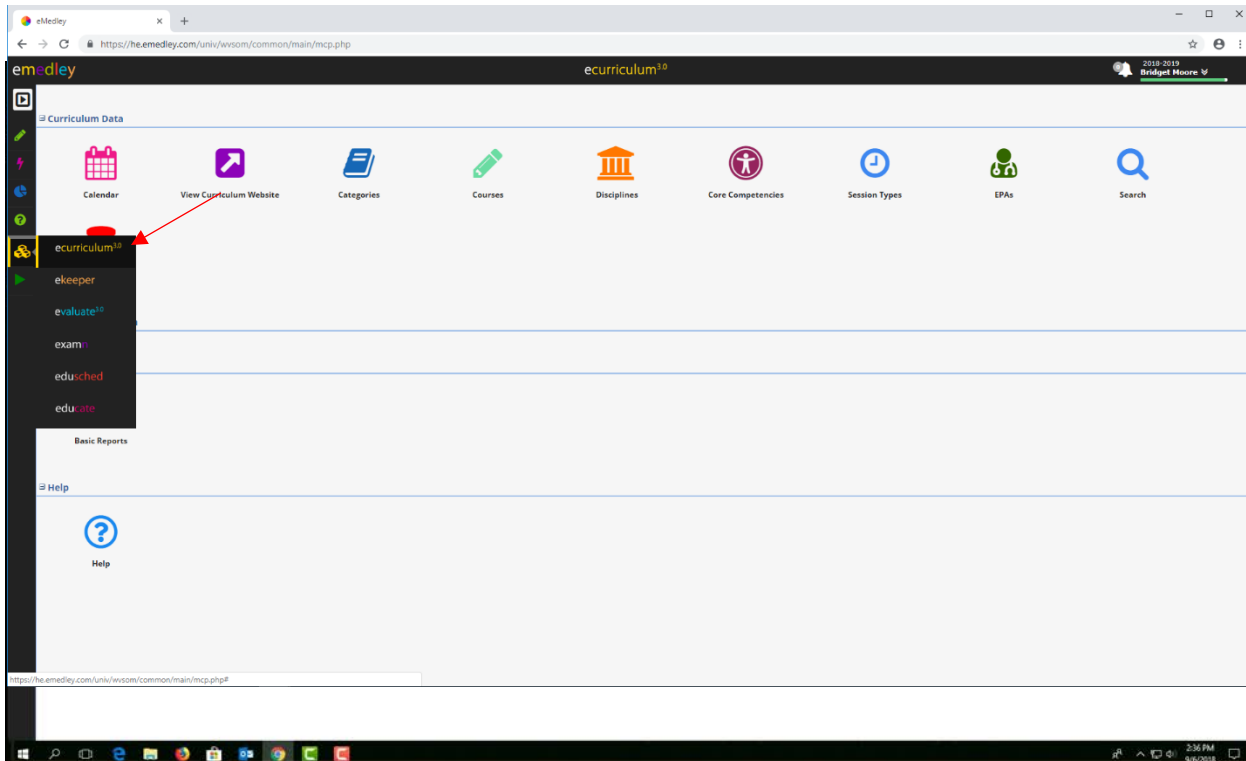 eMedley
https://he.emedley.com/univ/wvsom/common/main/mcp.php
emedley
ecurriculum3.0
2018-2019
Bridget Moore
Curriculum Data
Calendar
View Curriculum Website
Categories
Courses
Disciplines
Core Competencies
Session Types
EPAs
Search
ecurriculum3.0
ekeeper
evaluate3.0
examn
edusched
educate
Basic Reports
Help
Help
https://he.emedley.com/univ/wvsom/common/main/mcp.php#
2:36 PM
9/6/2018